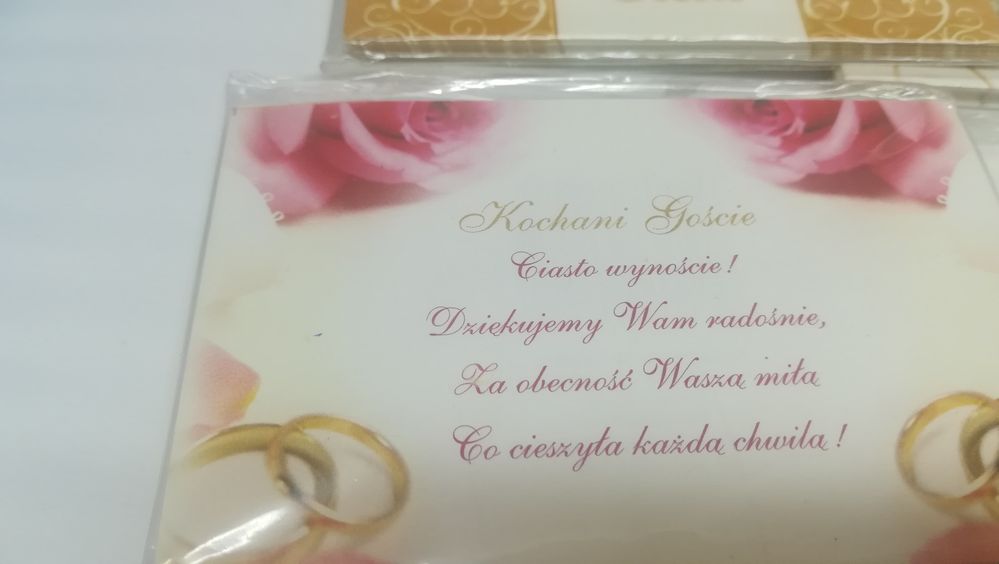 Kochani Goście
Ciasto wynoście!
Dziękujemy Wam radośnie,
Za obecność Waszą miłą
Co cieszyła każdą chwilą!